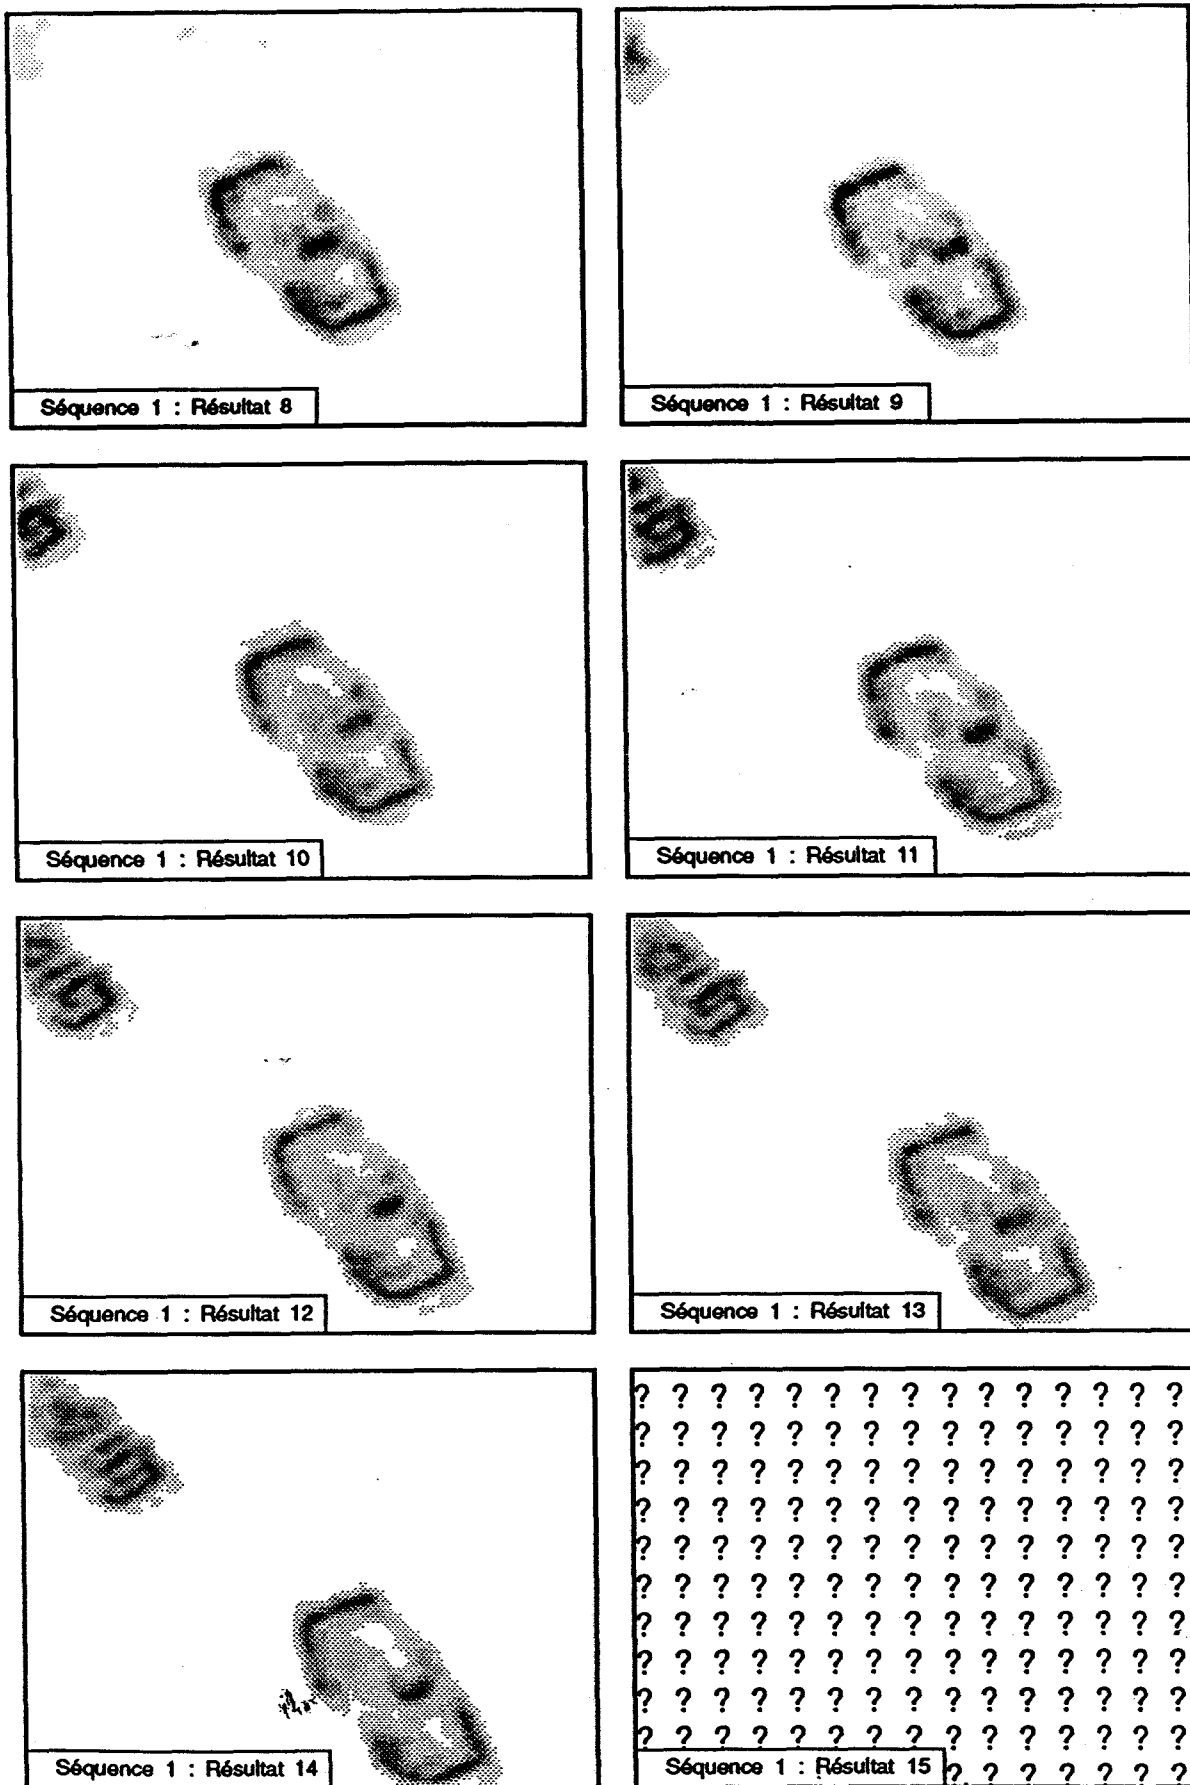 Séquence 1 : Résultat 8
Séquence 1 : Résultat 9
Séquence 1 : Résultat 10
Séquence 1 : Résultat 11
Séquence 1 : Résultat 12
Séquence 1 : Résultat 13
Séquence 1 : Résultat 14
? ? ? ? ? ? ? ? ? ? ? ? ? ? ?
? ? ? ? ? ? ? ? ? ? ? ? ? ? ?
? ? ? ? ? ? ? ? ? ? ? ? ? ? ?
? ? ? ? ? ? ? ? ? ? ? ? ? ? ?
? ? ? ? ? ? ? ? ? ? ? ? ? ? ?
? ? ? ? ? ? ? ? ? ? ? ? ? ? ?
? ? ? ? ? ? ? ? ? ? ? ? ? ? ?
? ? ? ? ? ? ? ? ? ? ? ? ? ? ?
? ? ? ? ? ? ? ? ? ? ? ? ? ? ?
? ? ? ? ? ? ? ? ? ? ? ? ? ? ?
Séquence 1 : Résultat 15 ? ? ? ? ? ? ?